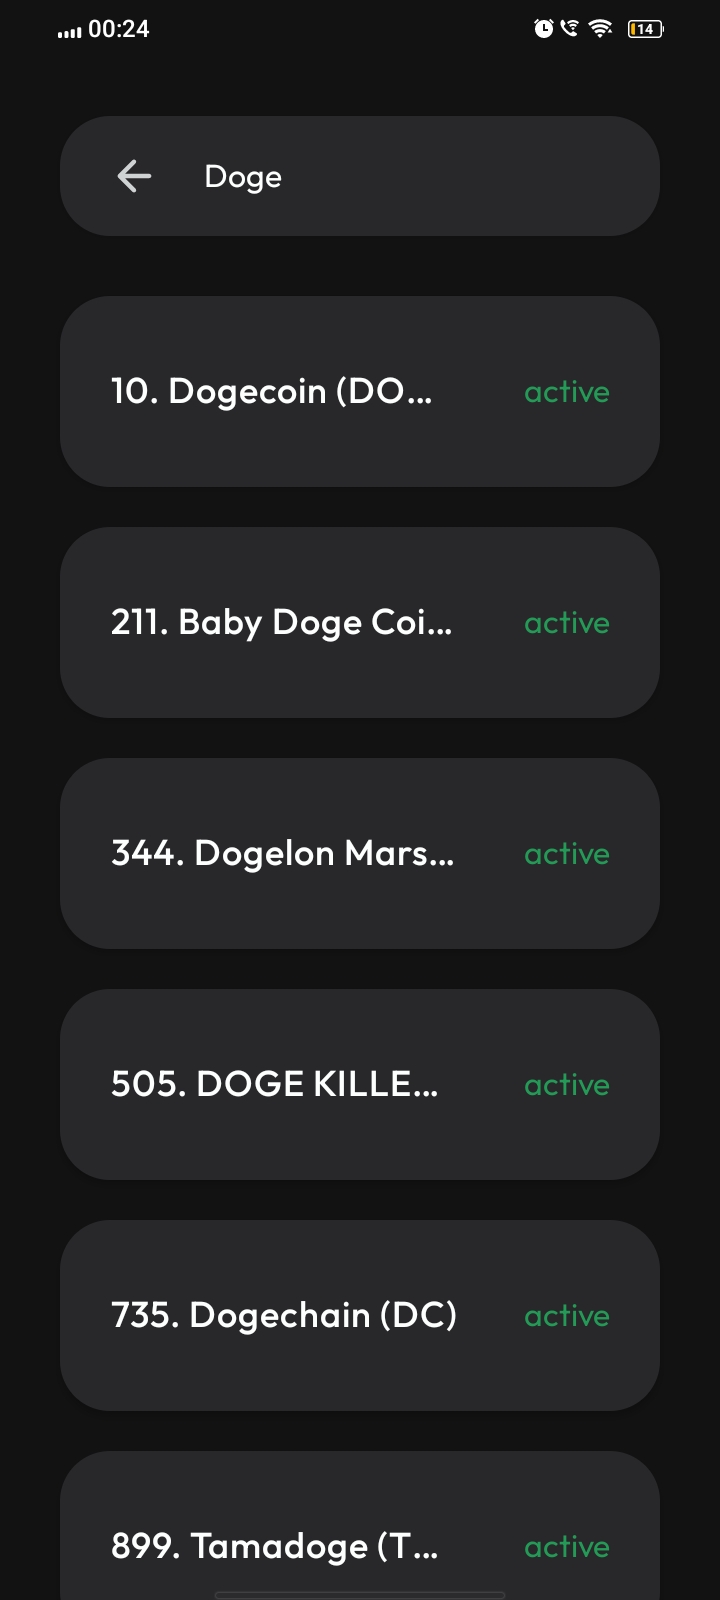 00:24
14
Doge
10. Dogecoin (DO...
active
211. Baby Doge Coi...
active
344. Dogelon Mars...
active
505. DOGE KILLE...
active
735. Dogechain (DC)
active
899. Tamadoge (T...
active